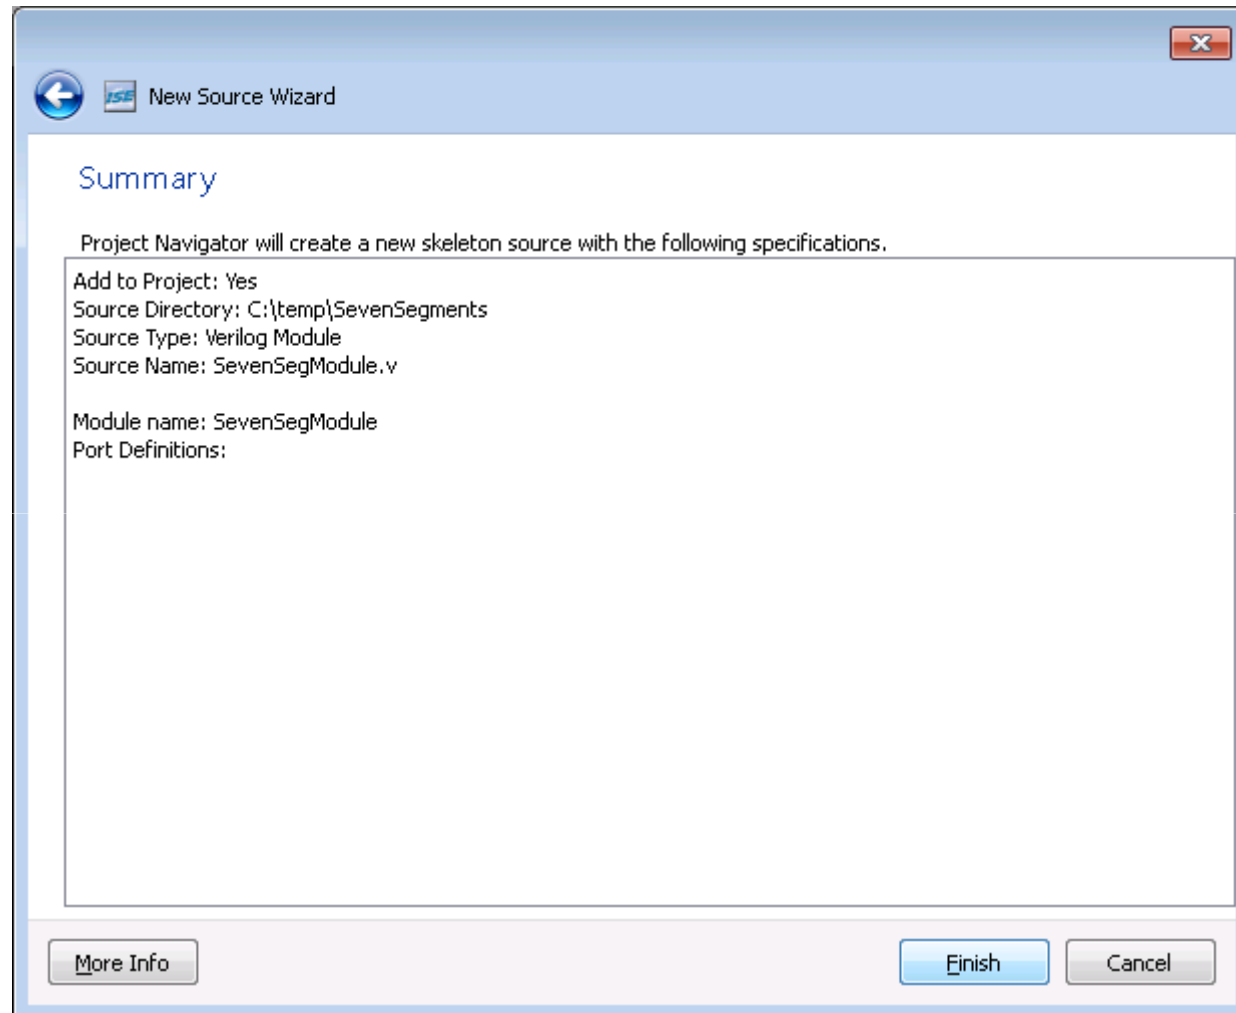 ISE New Source Wizard
Summary
Project Navigator will create a new skeleton source with the following specifications.
Add to Project: Yes
Source Directory: C:\temp\SevenSegments
Source Type: Verilog Module
Source Name: SevenSegModule.v
Module name: SevenSegModule
Port Definitions:
More Info Finish Cancel